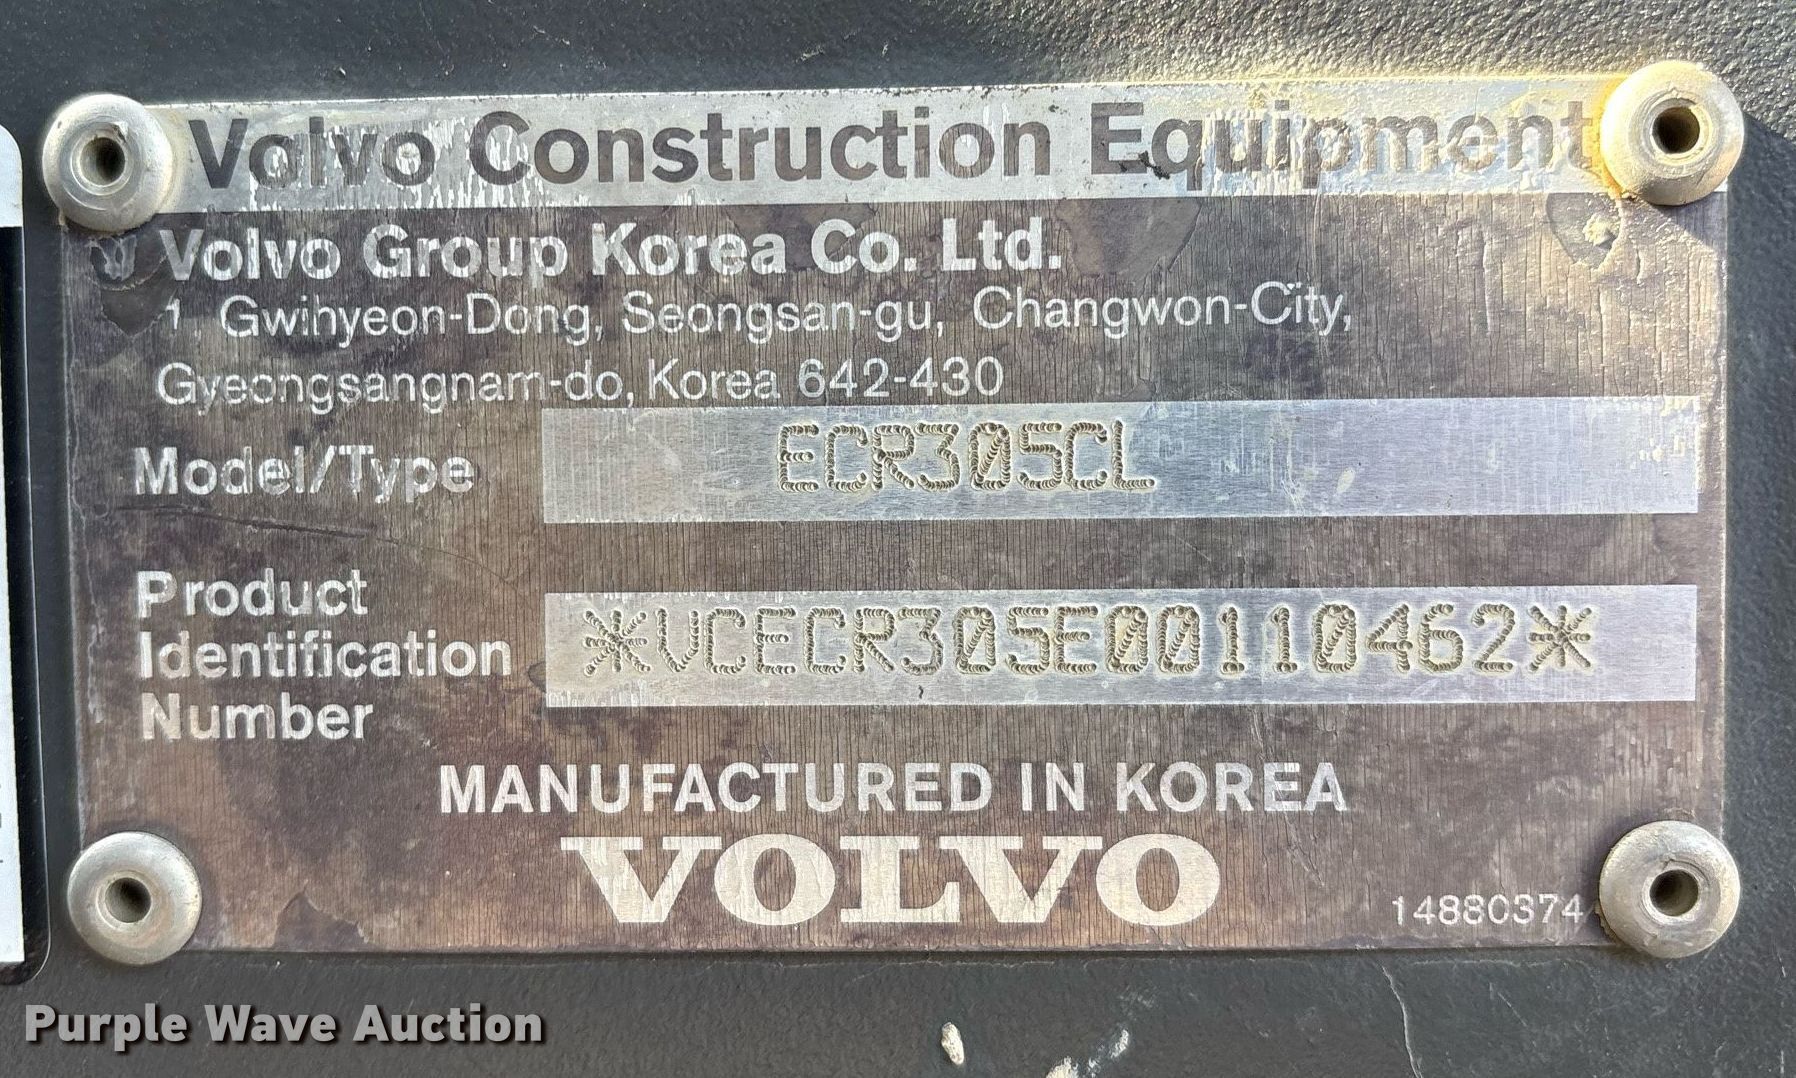 Volvo Construction Equipment
Volvo Group Korea Co. Ltd.
1, Gwihyeon-Dong, Seongsan-gu, Changwon-City,
Gyeongsangnam-do, Korea 642-430
Model/Type ECR305CL
Product
Identification *VCECR305E00110462*
Number
MANUFACTURED IN KOREA
VOLVO
14880374
Purple Wave Auction